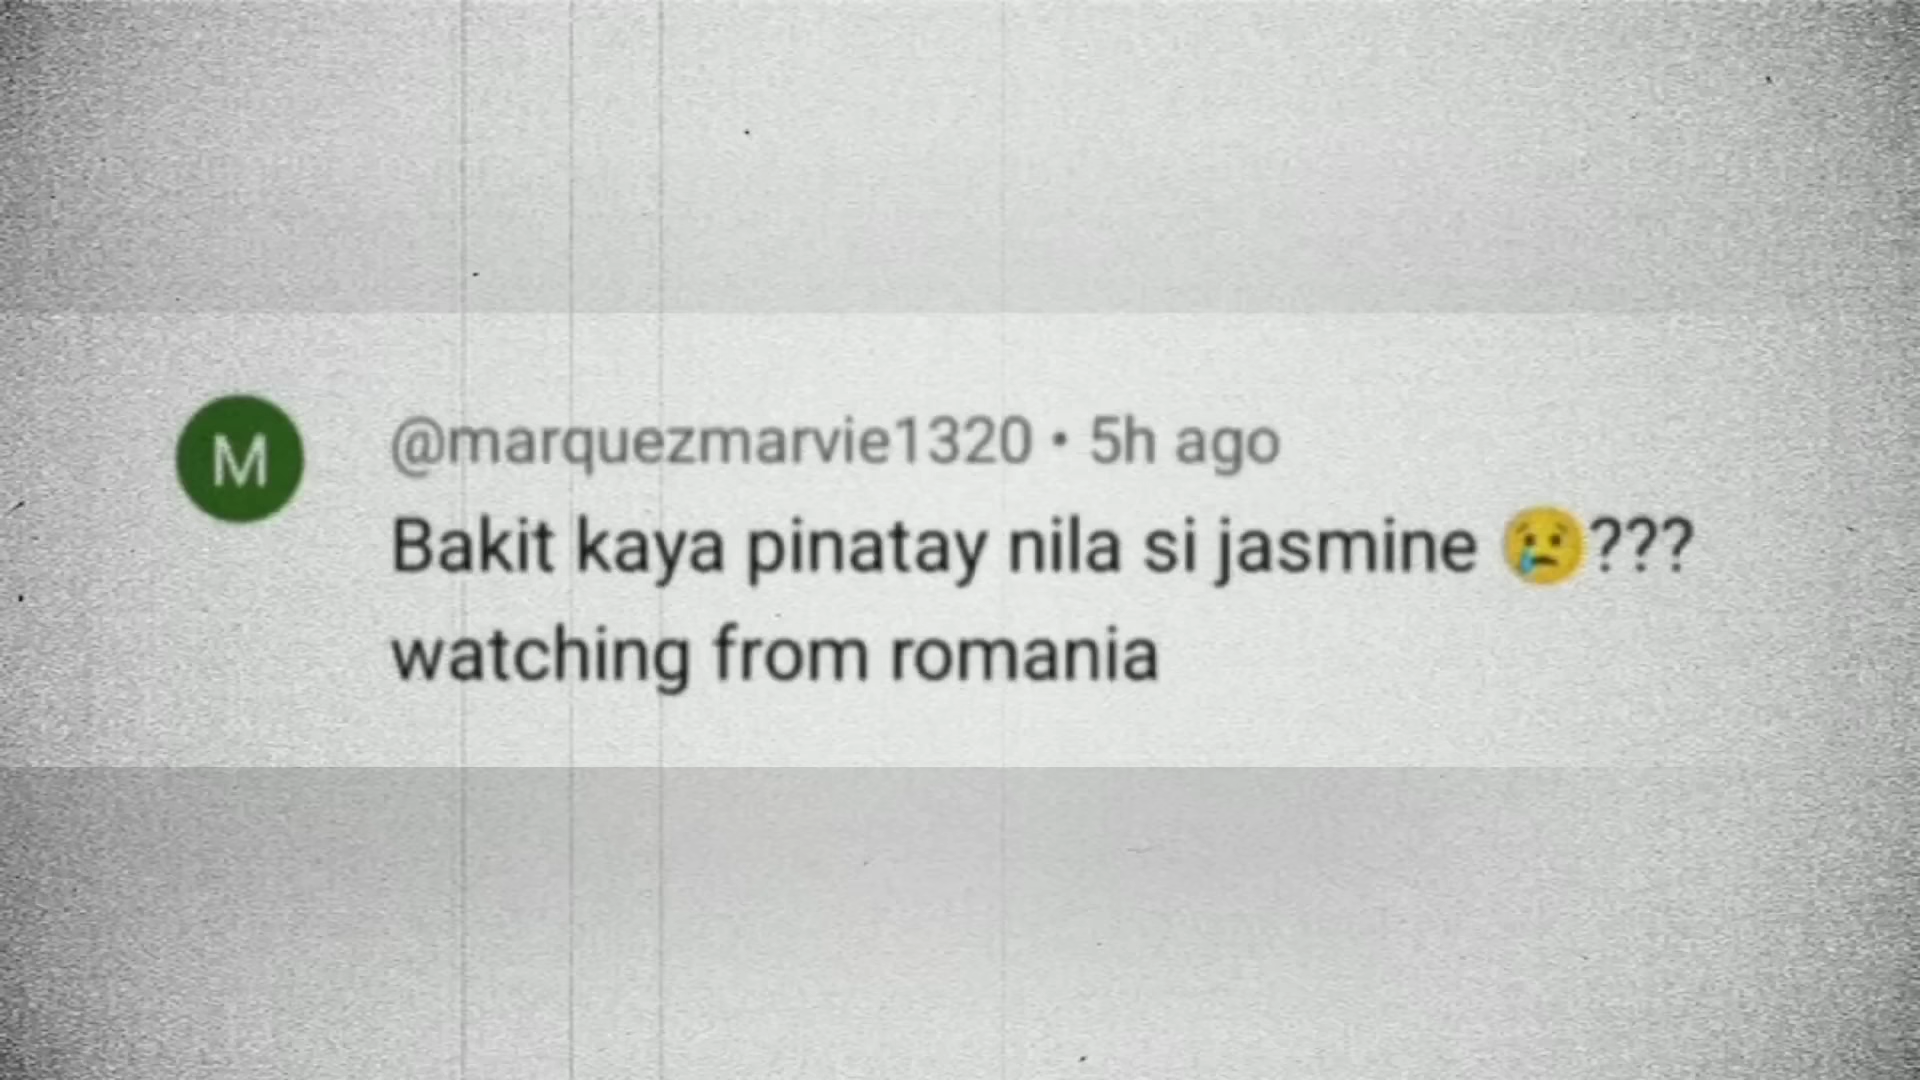 M
@marquezmarvie1320 • 5h ago
Bakit kaya pinatay nila si jasmine 😢???
watching from romania